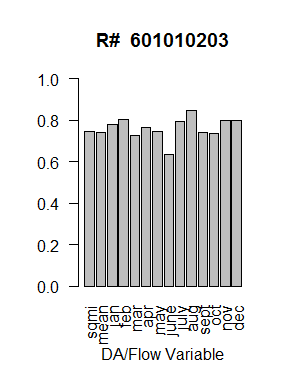 R# 601010203
1.0
0.8
0.6
0.4
0.2
0.0
sqmi
mean
jan
feb
mar
apr
may
june
july
aug
sept
oct
nov
dec
DA/Flow Variable